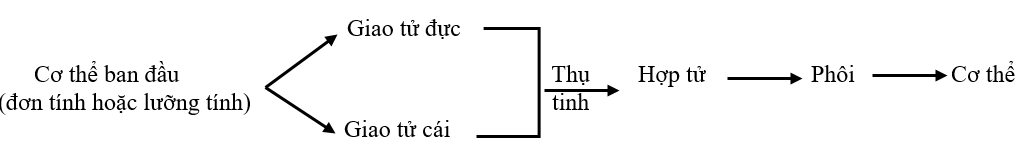 Cơ thể ban đầu
(đơn tính hoặc lưỡng tính)
Giao tử đực
Giao tử cái
Thụ
tinh
Hợp tử
Phôi
Cơ thể